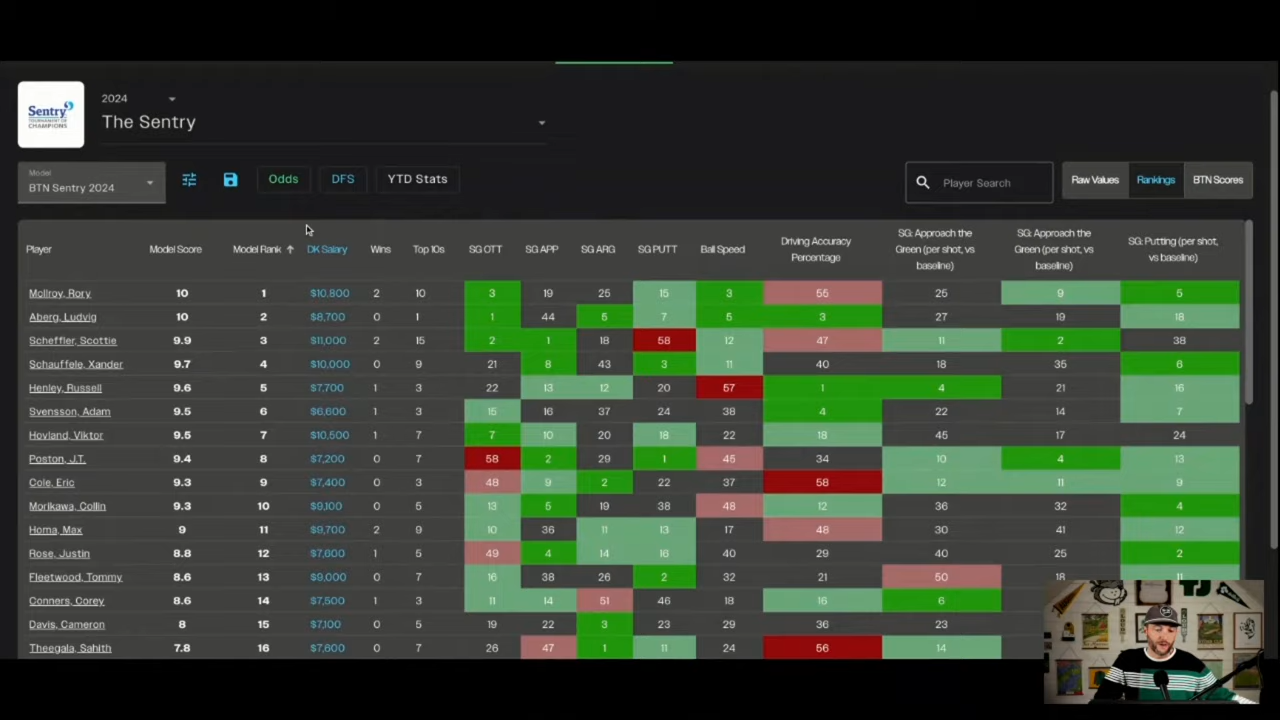 2024
Sentry
TOURNAMENT OF
CHAMPIONS
The Sentry
Model
BTN Sentry 2024
Odds
DFS
YTD Stats
Player Search
Raw Values
Rankings
BTN Scores
Player Model Score Model Rank DK Salary Wins Top 10s SG OTT SG APP SG ARG SG PUTT Ball Speed Driving Accuracy Percentage SG: Approach the Green (per shot, vs baseline) SG: Approach the Green (per shot, vs baseline) SG: Putting (per shot, vs baseline)
McIlroy, Rory 10 1 $10,800 2 10 3 19 25 15 3 55 25 9 5
Aberg, Ludvig 10 2 $8,700 0 1 1 44 5 7 5 3 27 19 18
Scheffler, Scottie 9.9 3 $11,000 2 15 2 1 18 58 12 47 11 2 38
Schauffele, Xander 9.7 4 $10,000 0 9 21 8 43 3 11 40 18 35 6
Henley, Russell 9.6 5 $7,700 1 3 22 13 12 20 57 1 4 21 16
Svensson, Adam 9.5 6 $6,600 1 3 15 16 37 24 38 4 22 14 7
Hovland, Viktor 9.5 7 $10,500 1 7 7 10 20 18 22 18 45 17 24
Poston, J.T. 9.4 8 $7,200 0 7 58 2 29 1 45 34 10 4 13
Cole, Eric 9.3 9 $7,400 0 3 48 9 2 22 37 58 12 11 9
Morikawa, Collin 9.3 10 $9,100 0 5 13 5 19 38 48 12 36 32 4
Homa, Max 9 11 $9,700 2 9 10 36 11 13 17 48 30 41 12
Rose, Justin 8.8 12 $7,600 1 5 49 4 14 16 40 29 40 25 2
Fleetwood, Tommy 8.6 13 $9,000 0 7 16 38 26 2 32 21 50 18 11
Conners, Corey 8.6 14 $7,500 1 3 11 14 51 46 18 16 6
Davis, Cameron 8 15 $7,100 0 5 19 22 3 23 29 36 23
Theegala, Sahith 7.8 16 $7,600 0 7 26 47 1 11 24 56 14